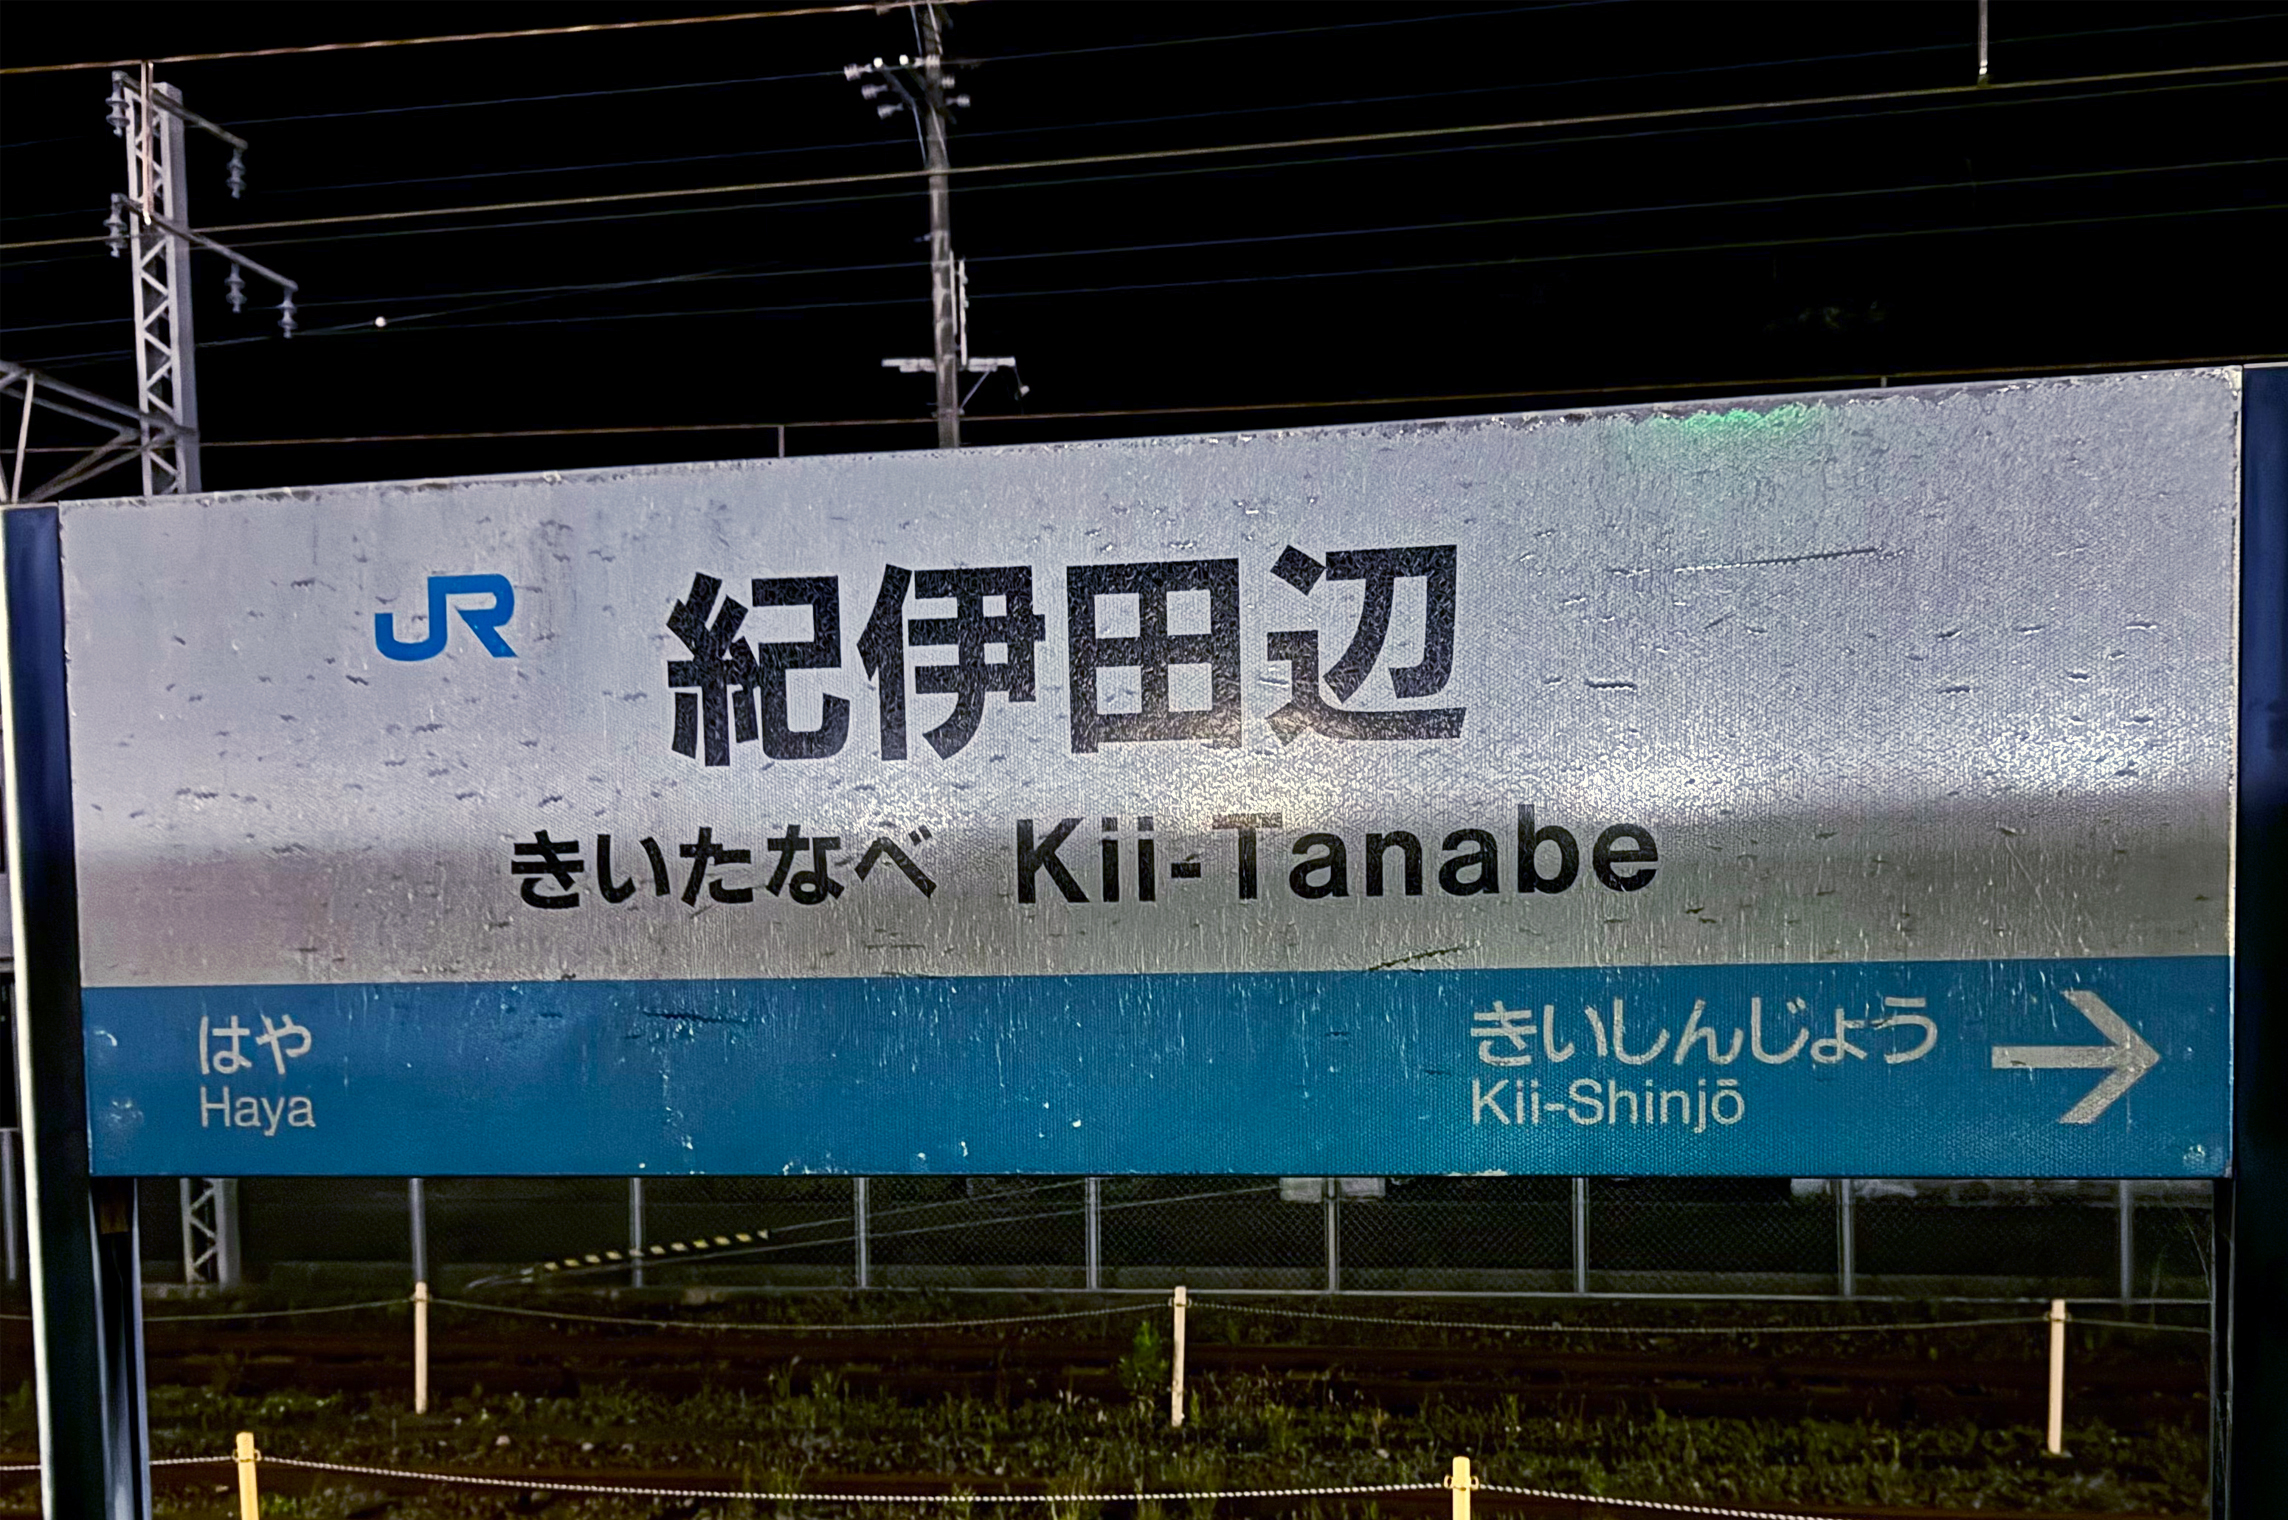 JR 紀伊田辺
きいたなべ Kii-Tanabe
はや
Haya
きいしんじょう →
Kii-Shinjō